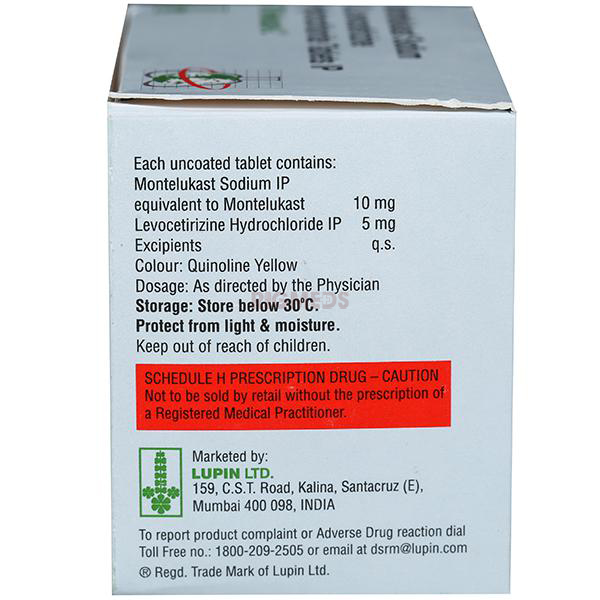 Each uncoated tablet contains:
Montelukast Sodium IP
equivalent to Montelukast 10 mg
Levocetirizine Hydrochloride IP 5 mg
Excipients q.s.
Colour: Quinoline Yellow
Dosage: As directed by the Physician
Storage: Store below 30°C.
Protect from light & moisture.
Keep out of reach of children.
SCHEDULE H PRESCRIPTION DRUG – CAUTION
Not to be sold by retail without the prescription of
a Registered Medical Practitioner.
Marketed by:
LUPIN LTD.
159, C.S.T. Road, Kalina, Santacruz (E),
Mumbai 400 098, INDIA
To report product complaint or Adverse Drug reaction dial
Toll Free no.: 1800-209-2505 or email at dsrm@lupin.com
® Regd. Trade Mark of Lupin Ltd.